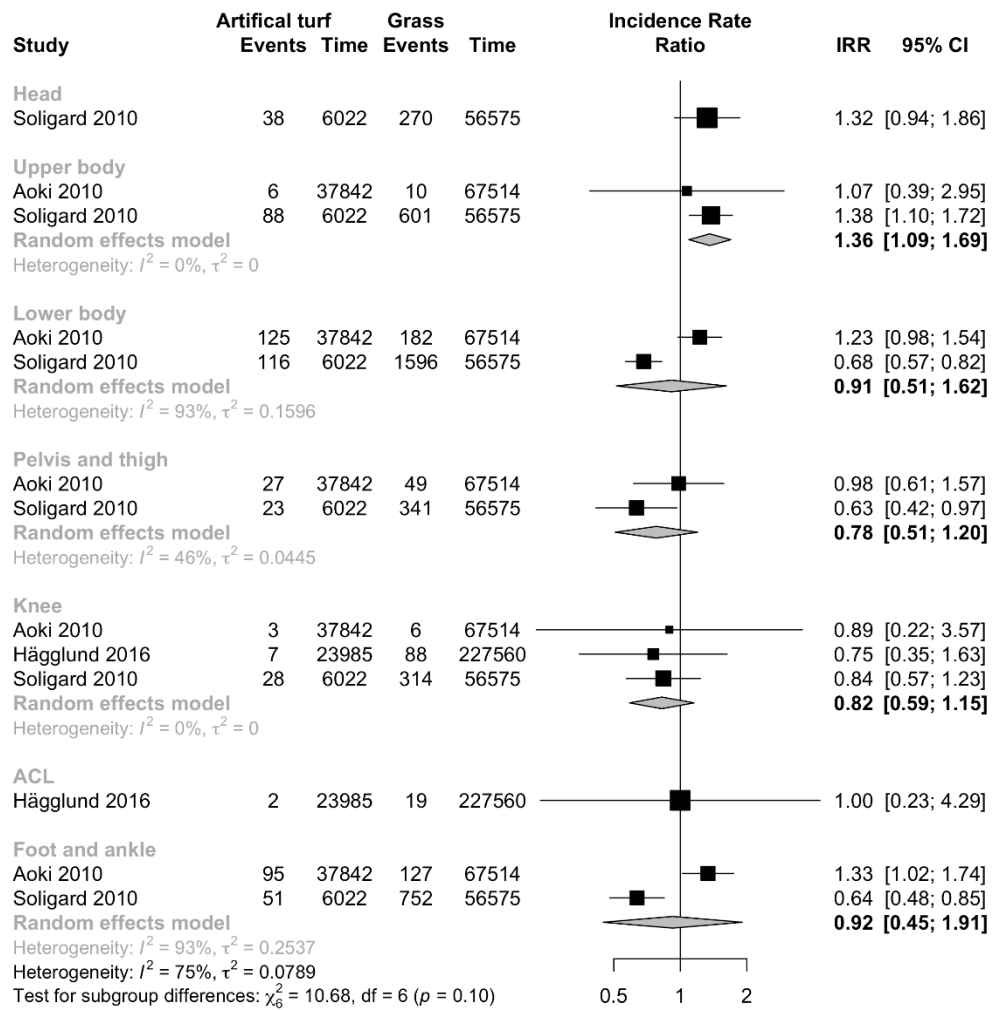 Artifical turf Grass Incidence Rate
Study Events Time Events Time Ratio IRR 95% CI
Head
Soligard 2010 38 6022 270 56575 1.32 [0.94; 1.86]
Upper body
Aoki 2010 6 37842 10 67514 1.07 [0.39; 2.95]
Soligard 2010 88 6022 601 56575 1.38 [1.10; 1.72]
Random effects model 1.36 [1.09; 1.69]
Heterogeneity: I² = 0%, τ² = 0
Lower body
Aoki 2010 125 37842 182 67514 1.23 [0.98; 1.54]
Soligard 2010 116 6022 1596 56575 0.68 [0.57; 0.82]
Random effects model 0.91 [0.51; 1.62]
Heterogeneity: I² = 93%, τ² = 0.1596
Pelvis and thigh
Aoki 2010 27 37842 49 67514 0.98 [0.61; 1.57]
Soligard 2010 23 6022 341 56575 0.63 [0.42; 0.97]
Random effects model 0.78 [0.51; 1.20]
Heterogeneity: I² = 46%, τ² = 0.0445
Knee
Aoki 2010 3 37842 6 67514 0.89 [0.22; 3.57]
Hägglund 2016 7 23985 88 227560 0.75 [0.35; 1.63]
Soligard 2010 28 6022 314 56575 0.84 [0.57; 1.23]
Random effects model 0.82 [0.59; 1.15]
Heterogeneity: I² = 0%, τ² = 0
ACL
Hägglund 2016 2 23985 19 227560 1.00 [0.23; 4.29]
Foot and ankle
Aoki 2010 95 37842 127 67514 1.33 [1.02; 1.74]
Soligard 2010 51 6022 752 56575 0.64 [0.48; 0.85]
Random effects model 0.92 [0.45; 1.91]
Heterogeneity: I² = 93%, τ² = 0.2537
Heterogeneity: I² = 75%, τ² = 0.0789
Test for subgroup differences: χ²₆ = 10.68, df = 6 (p = 0.10) 0.5 1 2